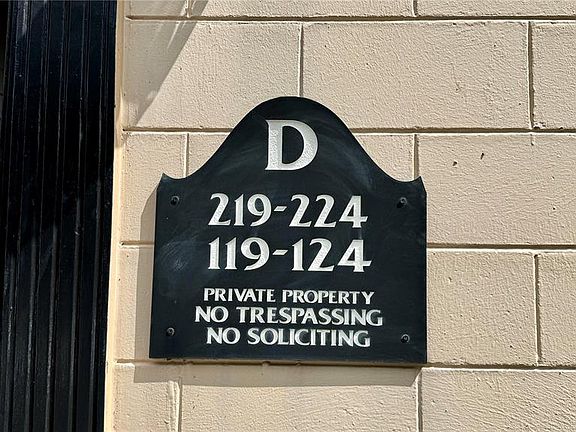 D
219-224
119-124
PRIVATE PROPERTY
NO TRESPASSING
NO SOLICITING